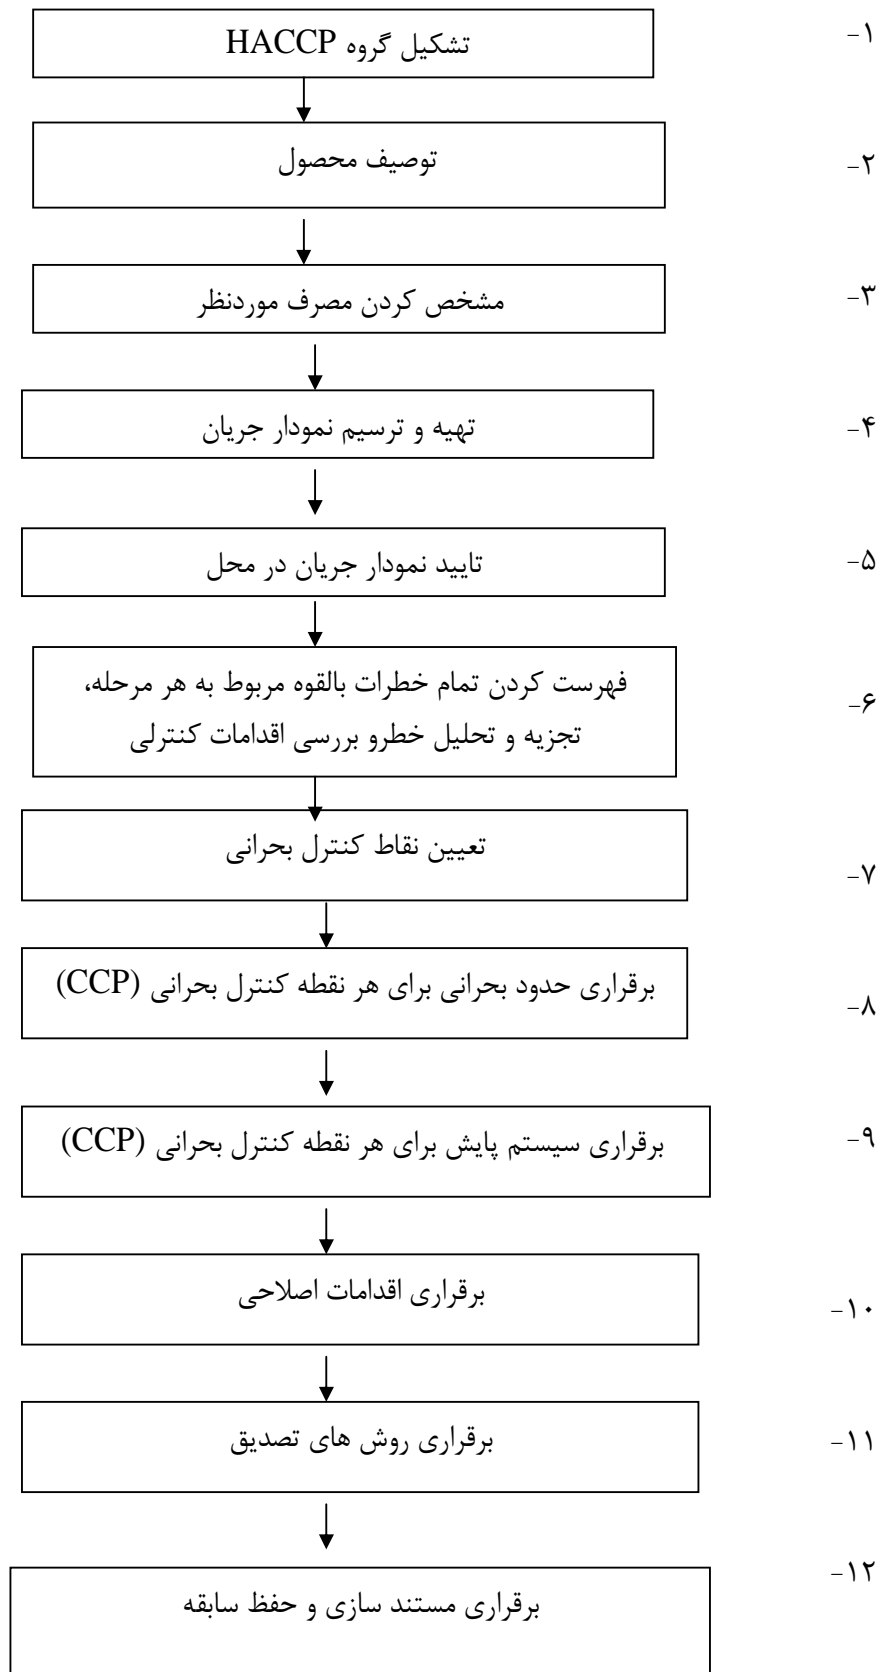 ۱- تشکیل گروه HACCP
۲- توصیف محصول
۳- مشخص کردن مصرف موردنظر
۴- تهیه و ترسیم نمودار جریان
۵- تایید نمودار جریان در محل
۶- فهرست کردن تمام خطرات بالقوه مربوط به هر مرحله،
تجزیه و تحلیل خطرو بررسی اقدامات کنترلی
۷- تعیین نقاط کنترل بحرانی
۸- برقراری حدود بحرانی برای هر نقطه کنترل بحرانی (CCP)
۹- برقراری سیستم پایش برای هر نقطه کنترل بحرانی (CCP)
۱۰- برقراری اقدامات اصلاحی
۱۱- برقراری روش های تصدیق
۱۲- برقراری مستند سازی و حفظ سابقه